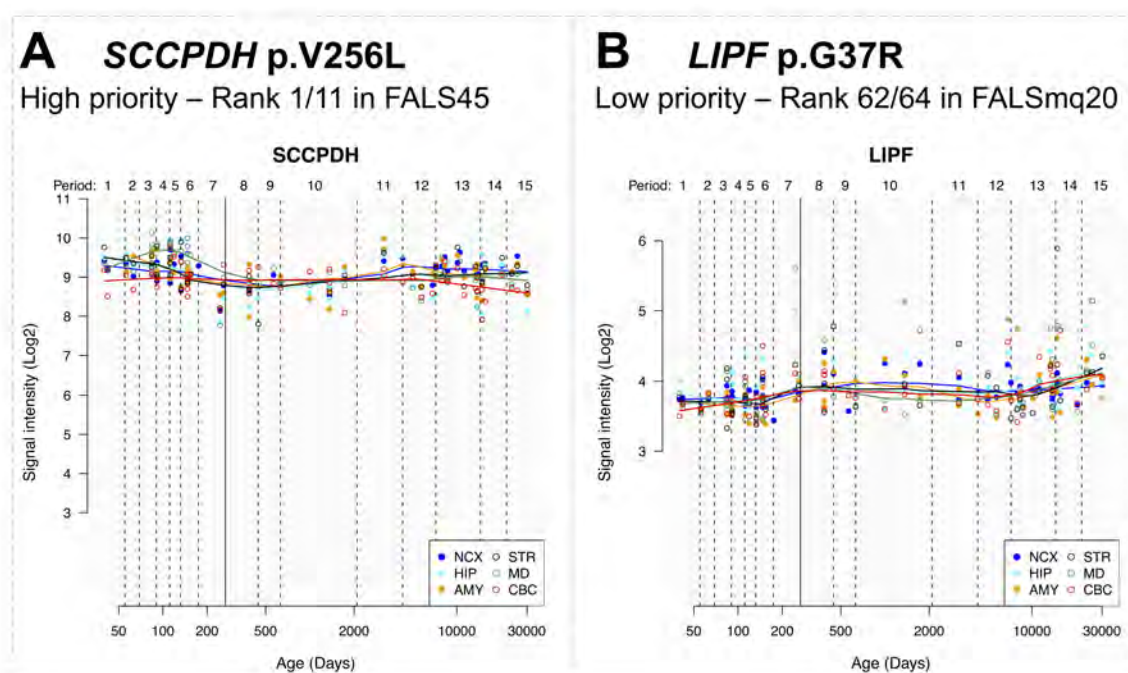 A SCCPDH p.V256L
High priority – Rank 1/11 in FALS45
SCCPDH
Period: 1 2 3 4 5 6 7 8 9 10 11 12 13 14 15
11
10
9
8
7
6
5
4
3
Signal intensity (Log2)
NCX STR
HIP MD
AMY CBC
50 100 200 500 2000 10000 30000
Age (Days)
B LIPF p.G37R
Low priority – Rank 62/64 in FALSmq20
LIPF
Period: 1 2 3 4 5 6 7 8 9 10 11 12 13 14 15
6
5
4
3
Signal intensity (Log2)
NCX STR
HIP MD
AMY CBC
50 100 200 500 2000 10000 30000
Age (Days)